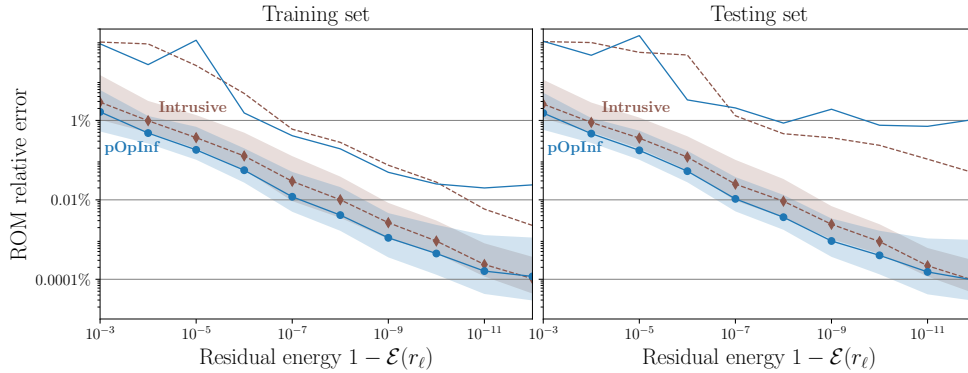 Training set
Testing set
ROM relative error
1%
0.01%
0.0001%
Intrusive
pOpInf
Intrusive
pOpInf
10⁻³
10⁻⁵
10⁻⁷
10⁻⁹
10⁻¹¹
10⁻³
10⁻⁵
10⁻⁷
10⁻⁹
10⁻¹¹
Residual energy 1 − ℰ(r_ℓ)
Residual energy 1 − ℰ(r_ℓ)